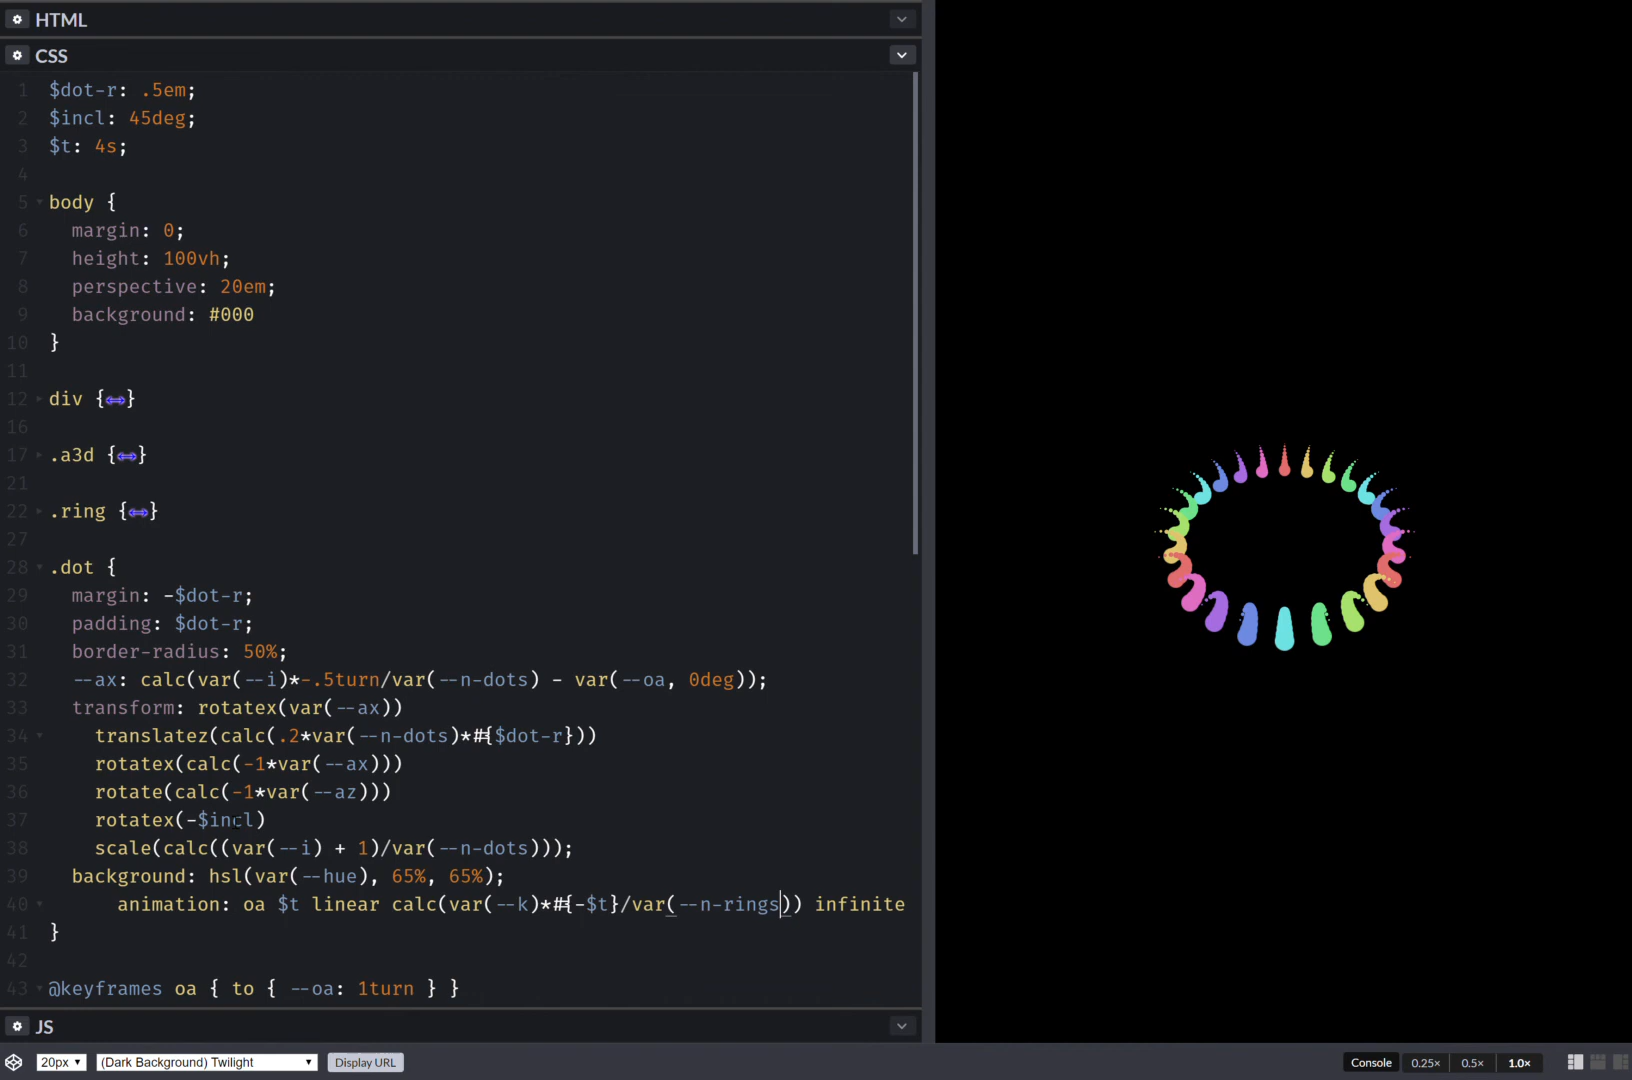 HTML
CSS
1 $dot-r: .5em;
2 $incl: 45deg;
3 $t: 4s;
4
5 body {
6 margin: 0;
7 height: 100vh;
8 perspective: 20em;
9 background: #000
10 }
11
12 div {↔}
16
17 .a3d {↔}
21
22 .ring {↔}
27
28 .dot {
29 margin: -$dot-r;
30 padding: $dot-r;
31 border-radius: 50%;
32 --ax: calc(var(--i)*-.5turn/var(--n-dots) - var(--oa, 0deg));
33 transform: rotatex(var(--ax))
34 translatez(calc(.2*var(--n-dots)*#{$dot-r}))
35 rotatex(calc(-1*var(--ax)))
36 rotate(calc(-1*var(--az)))
37 rotatex(-$incl)
38 scale(calc((var(--i) + 1)/var(--n-dots)));
39 background: hsl(var(--hue), 65%, 65%);
40 animation: oa $t linear calc(var(--k)*#{-$t}/var(--n-rings)) infinite
41 }
42
43 @keyframes oa { to { --oa: 1turn } }
JS
20px (Dark Background) Twilight Display URL Console 0.25× 0.5× 1.0×